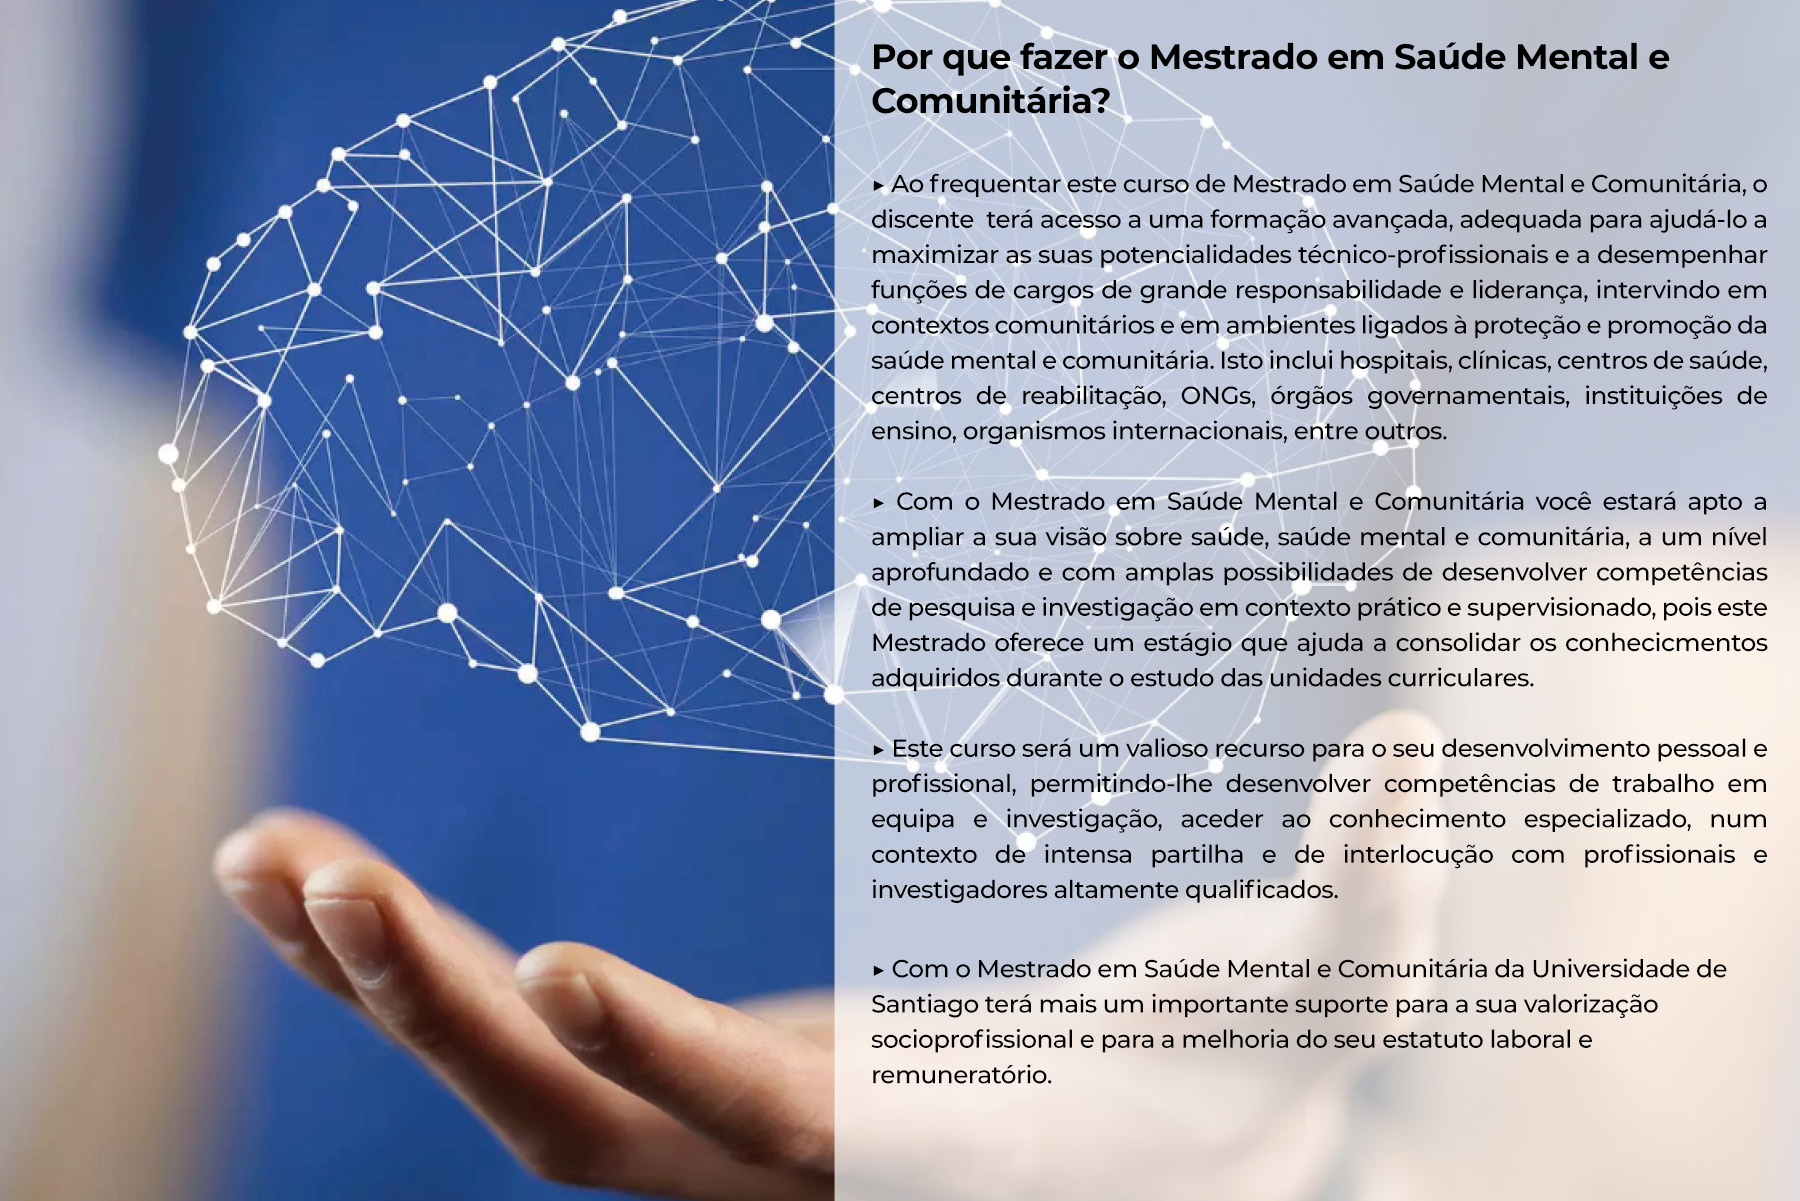 Por que fazer o Mestrado em Saúde Mental e
Comunitária?
▸ Ao frequentar este curso de Mestrado em Saúde Mental e Comunitária, o
discente terá acesso a uma formação avançada, adequada para ajudá-lo a
maximizar as suas potencialidades técnico-profissionais e a desempenhar
funções de cargos de grande responsabilidade e liderança, intervindo em
contextos comunitários e em ambientes ligados à proteção e promoção da
saúde mental e comunitária. Isto inclui hospitais, clínicas, centros de saúde,
centros de reabilitação, ONGs, órgãos governamentais, instituições de
ensino, organismos internacionais, entre outros.
▸ Com o Mestrado em Saúde Mental e Comunitária você estará apto a
ampliar a sua visão sobre saúde, saúde mental e comunitária, a um nível
aprofundado e com amplas possibilidades de desenvolver competências
de pesquisa e investigação em contexto prático e supervisionado, pois este
Mestrado oferece um estágio que ajuda a consolidar os conhecicmentos
adquiridos durante o estudo das unidades curriculares.
▸ Este curso será um valioso recurso para o seu desenvolvimento pessoal e
profissional, permitindo-lhe desenvolver competências de trabalho em
equipa e investigação, aceder ao conhecimento especializado, num
contexto de intensa partilha e de interlocução com profissionais e
investigadores altamente qualificados.
▸ Com o Mestrado em Saúde Mental e Comunitária da Universidade de
Santiago terá mais um importante suporte para a sua valorização
socioprofissional e para a melhoria do seu estatuto laboral e
remuneratório.